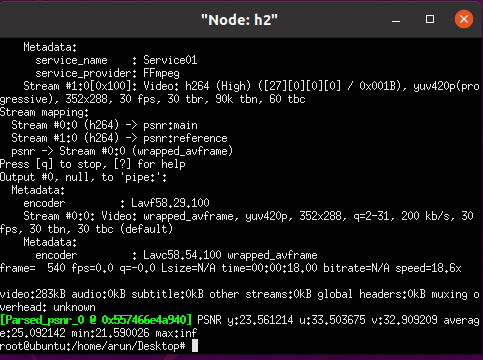 "Node: h2"
Metadata:
service_name : Service01
service_provider: FFmpeg
Stream #1:0[0x100]: Video: h264 (High) ([27][0][0][0] / 0x001B), yuv420p(pro
gressive), 352x288, 30 fps, 30 tbr, 90k tbn, 60 tbc
Stream mapping:
Stream #0:0 (h264) -> psnr:main
Stream #1:0 (h264) -> psnr:reference
psnr -> Stream #0:0 (wrapped_avframe)
Press [q] to stop, [?] for help
Output #0, null, to 'pipe:':
Metadata:
encoder : Lavf58.29.100
Stream #0:0: Video: wrapped_avframe, yuv420p, 352x288, q=2-31, 200 kb/s, 30
fps, 30 tbn, 30 tbc (default)
Metadata:
encoder : Lavc58.54.100 wrapped_avframe
frame= 540 fps=0.0 q=-0.0 Lsize=N/A time=00:00:18.00 bitrate=N/A speed=18.6x
video:283kB audio:0kB subtitle:0kB other streams:0kB global headers:0kB muxing o
verhead: unknown
[Parsed_psnr_0 @ 0x557466e4a940] PSNR y:23.561214 u:33.503675 v:32.909209 averag
e:25.092142 min:21.590026 max:inf
root@ubuntu:/home/arun/Desktop#